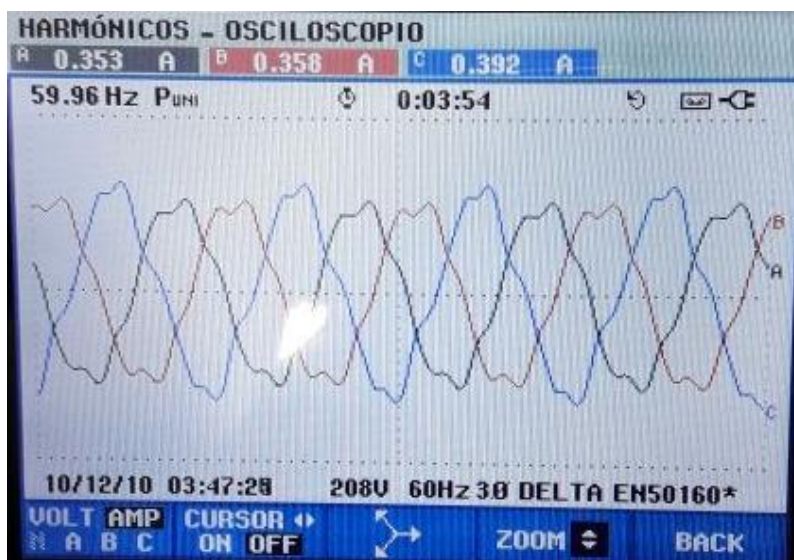 HARMÓNICOS - OSCILOSCOPIO
A 0.353 A B 0.358 A C 0.392 A
59.96 Hz PUNI 0:03:54
B
A
C
10/12/10 03:47:28 208V 60Hz 3Ø DELTA EN50160*
VOLT AMP CURSOR ZOOM BACK
A B C ON OFF